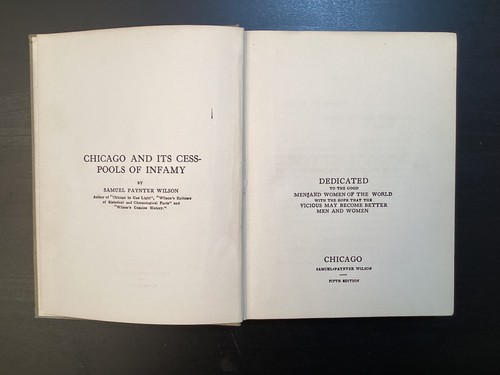 CHICAGO AND ITS CESS-
POOLS OF INFAMY
BY
SAMUEL PAYNTER WILSON
Author of "Chicago by Gas Light", "Wilson's Epitome
of Historical and Chronological Facts" and
"Wilson's Concise History."
DEDICATED
TO THE GOOD
MEN AND WOMEN OF THE WORLD
WITH THE HOPE THAT THE
VICIOUS MAY BECOME BETTER
MEN AND WOMEN
CHICAGO
SAMUEL PAYNTER WILSON
FIFTH EDITION